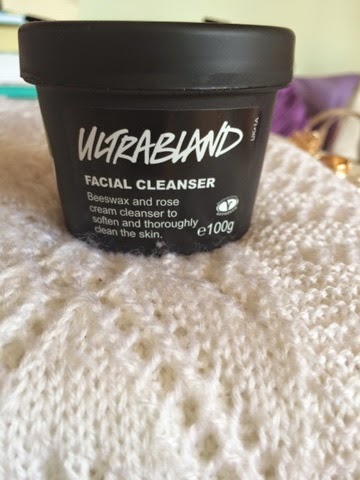 ULTRABLAND
FACIAL CLEANSER
Beeswax and rose
cream cleanser to
soften and thoroughly
clean the skin.
℮100g